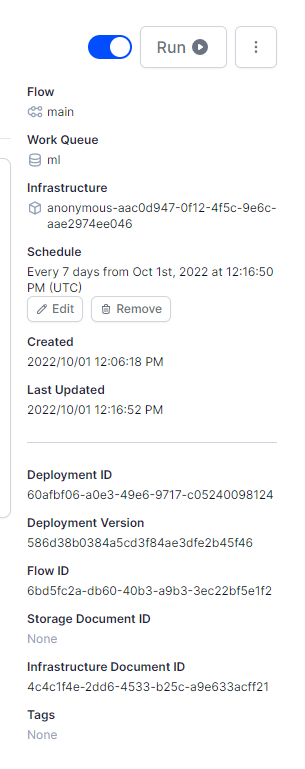 Run
Flow
main
Work Queue
ml
Infrastructure
anonymous-aac0d947-0f12-4f5c-9e6c-
aae2974ee046
Schedule
Every 7 days from Oct 1st, 2022 at 12:16:50
PM (UTC)
Edit Remove
Created
2022/10/01 12:06:18 PM
Last Updated
2022/10/01 12:16:52 PM
Deployment ID
60afbf06-a0e3-49e6-9717-c05240098124
Deployment Version
586d38b0384a5cd3f84ae3dfe2b45f46
Flow ID
6bd5fc2a-db60-40b3-a9b3-3ec22bf5e1f2
Storage Document ID
None
Infrastructure Document ID
4c4c1f4e-2dd6-4533-b25c-a9e633acff21
Tags
None